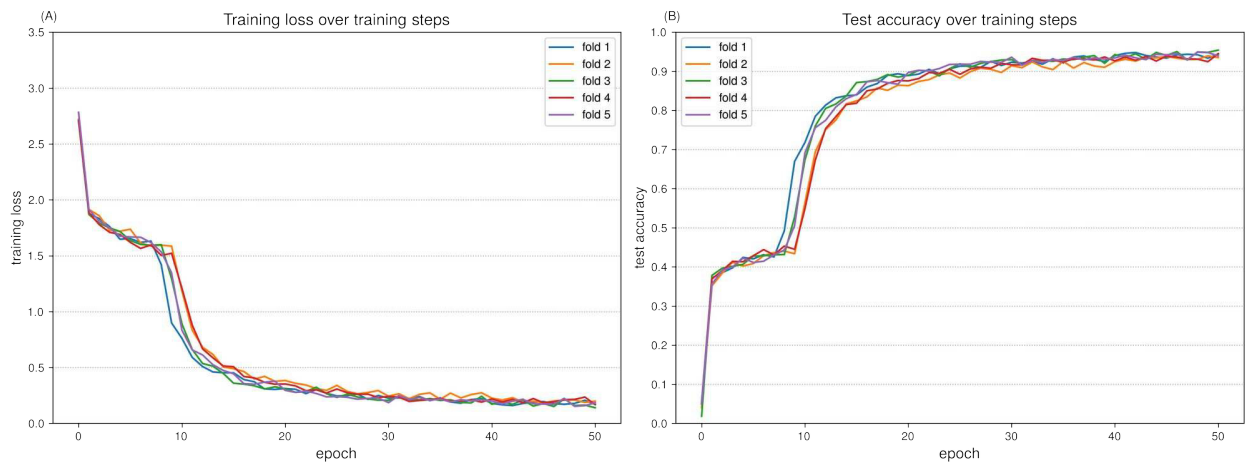 (A)
Training loss over training steps
3.5
3.0
2.5
2.0
1.5
1.0
0.5
0.0
training loss
0
10
20
30
40
50
epoch
fold 1
fold 2
fold 3
fold 4
fold 5
(B)
Test accuracy over training steps
1.0
0.9
0.8
0.7
0.6
0.5
0.4
0.3
0.2
0.1
0.0
test accuracy
0
10
20
30
40
50
epoch
fold 1
fold 2
fold 3
fold 4
fold 5